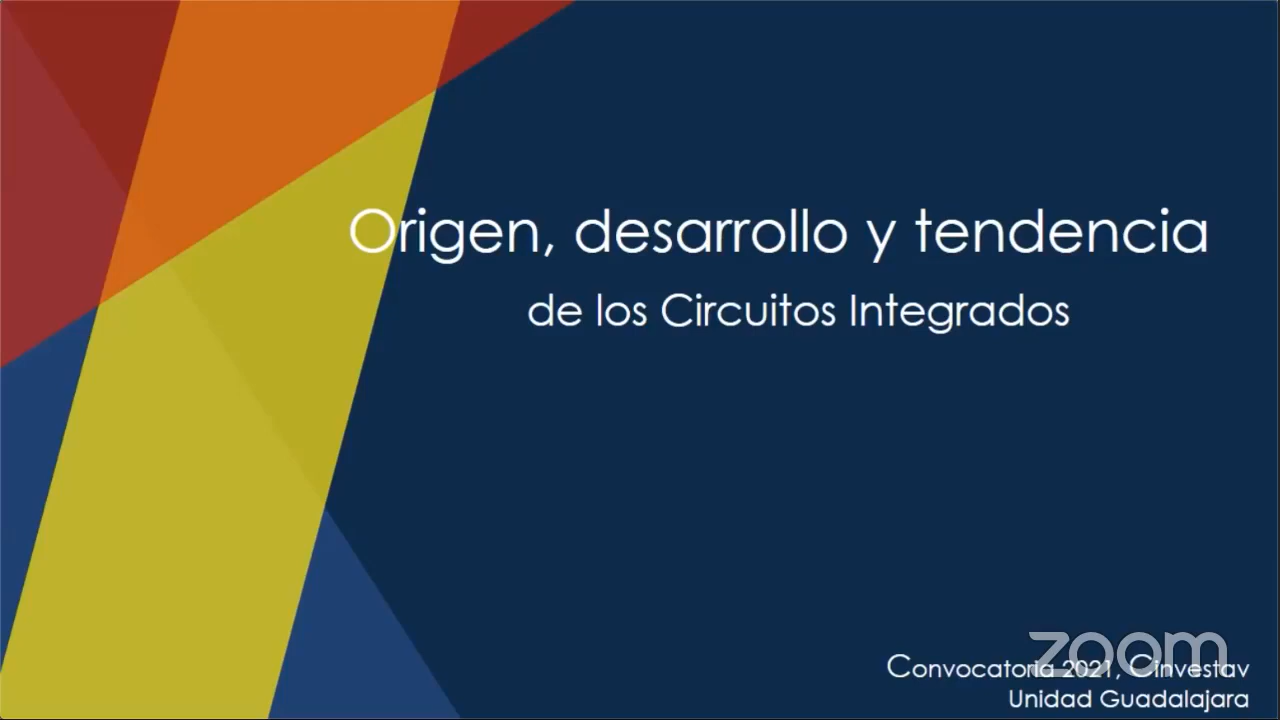 Origen, desarrollo y tendencia
de los Circuitos Integrados
zoom
Convocatoria 2021, Cinvestav
Unidad Guadalajara